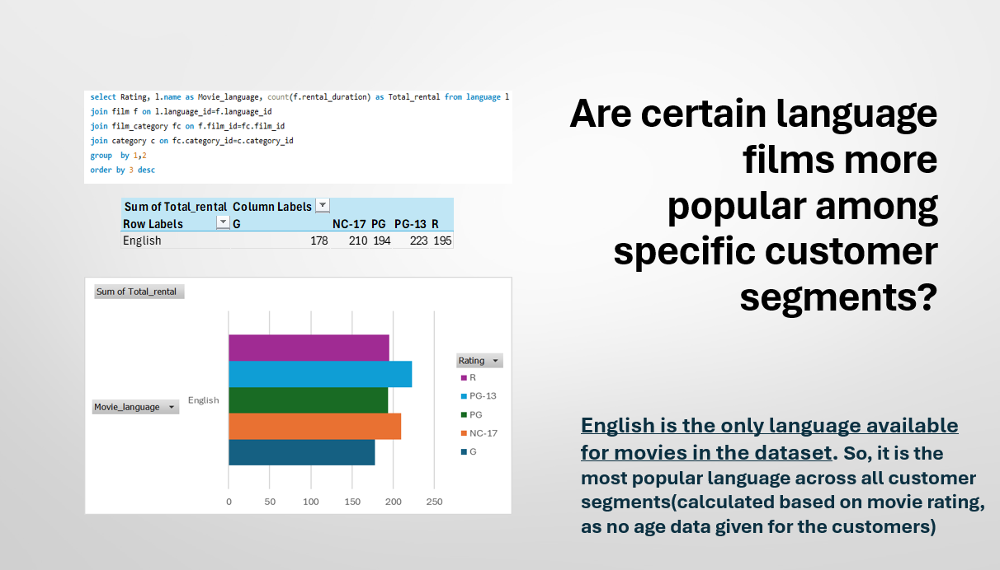 select Rating, l.name as Movie_language, count(f.rental_duration) as Total_rental from language l
join film f on l.language_id=f.language_id
join film_category fc on f.film_id=fc.film_id
join category c on fc.category_id=c.category_id
group  by 1,2
order by 3 desc
Sum of Total_rental Column Labels
Row Labels G NC-17 PG PG-13 R
English 178 210 194 223 195
Sum of Total_rental
Movie_language
English
0 50 100 150 200 250
Rating
R
PG-13
PG
NC-17
G
Are certain language
films more
popular among
specific customer
segments?
English is the only language available
for movies in the dataset. So, it is the
most popular language across all customer
segments(calculated based on movie rating,
as no age data given for the customers)